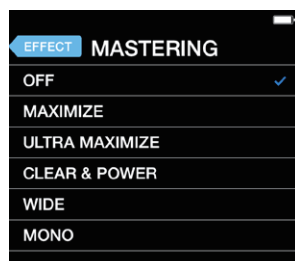 EFFECT MASTERING
OFF
MAXIMIZE
ULTRA MAXIMIZE
CLEAR & POWER
WIDE
MONO